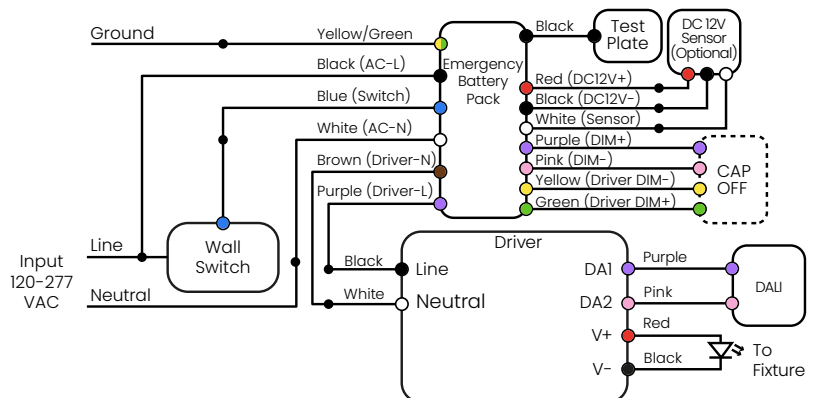 Ground
Yellow/Green
Black (AC-L)
Blue (Switch)
White (AC-N)
Brown (Driver-N)
Purple (Driver-L)
Emergency
Battery
Pack
Black
Test
Plate
DC 12V
Sensor
(Optional)
Red (DC12V+)
Black (DC12V-)
White (Sensor)
Purple (DIM+)
Pink (DIM-)
Yellow (Driver DIM-)
Green (Driver DIM+)
CAP
OFF
Input
120-277
VAC
Line
Neutral
Wall
Switch
Driver
Black
Line
White
Neutral
DA1
Purple
DA2
Pink
DALI
V+
Red
V-
Black
To
Fixture